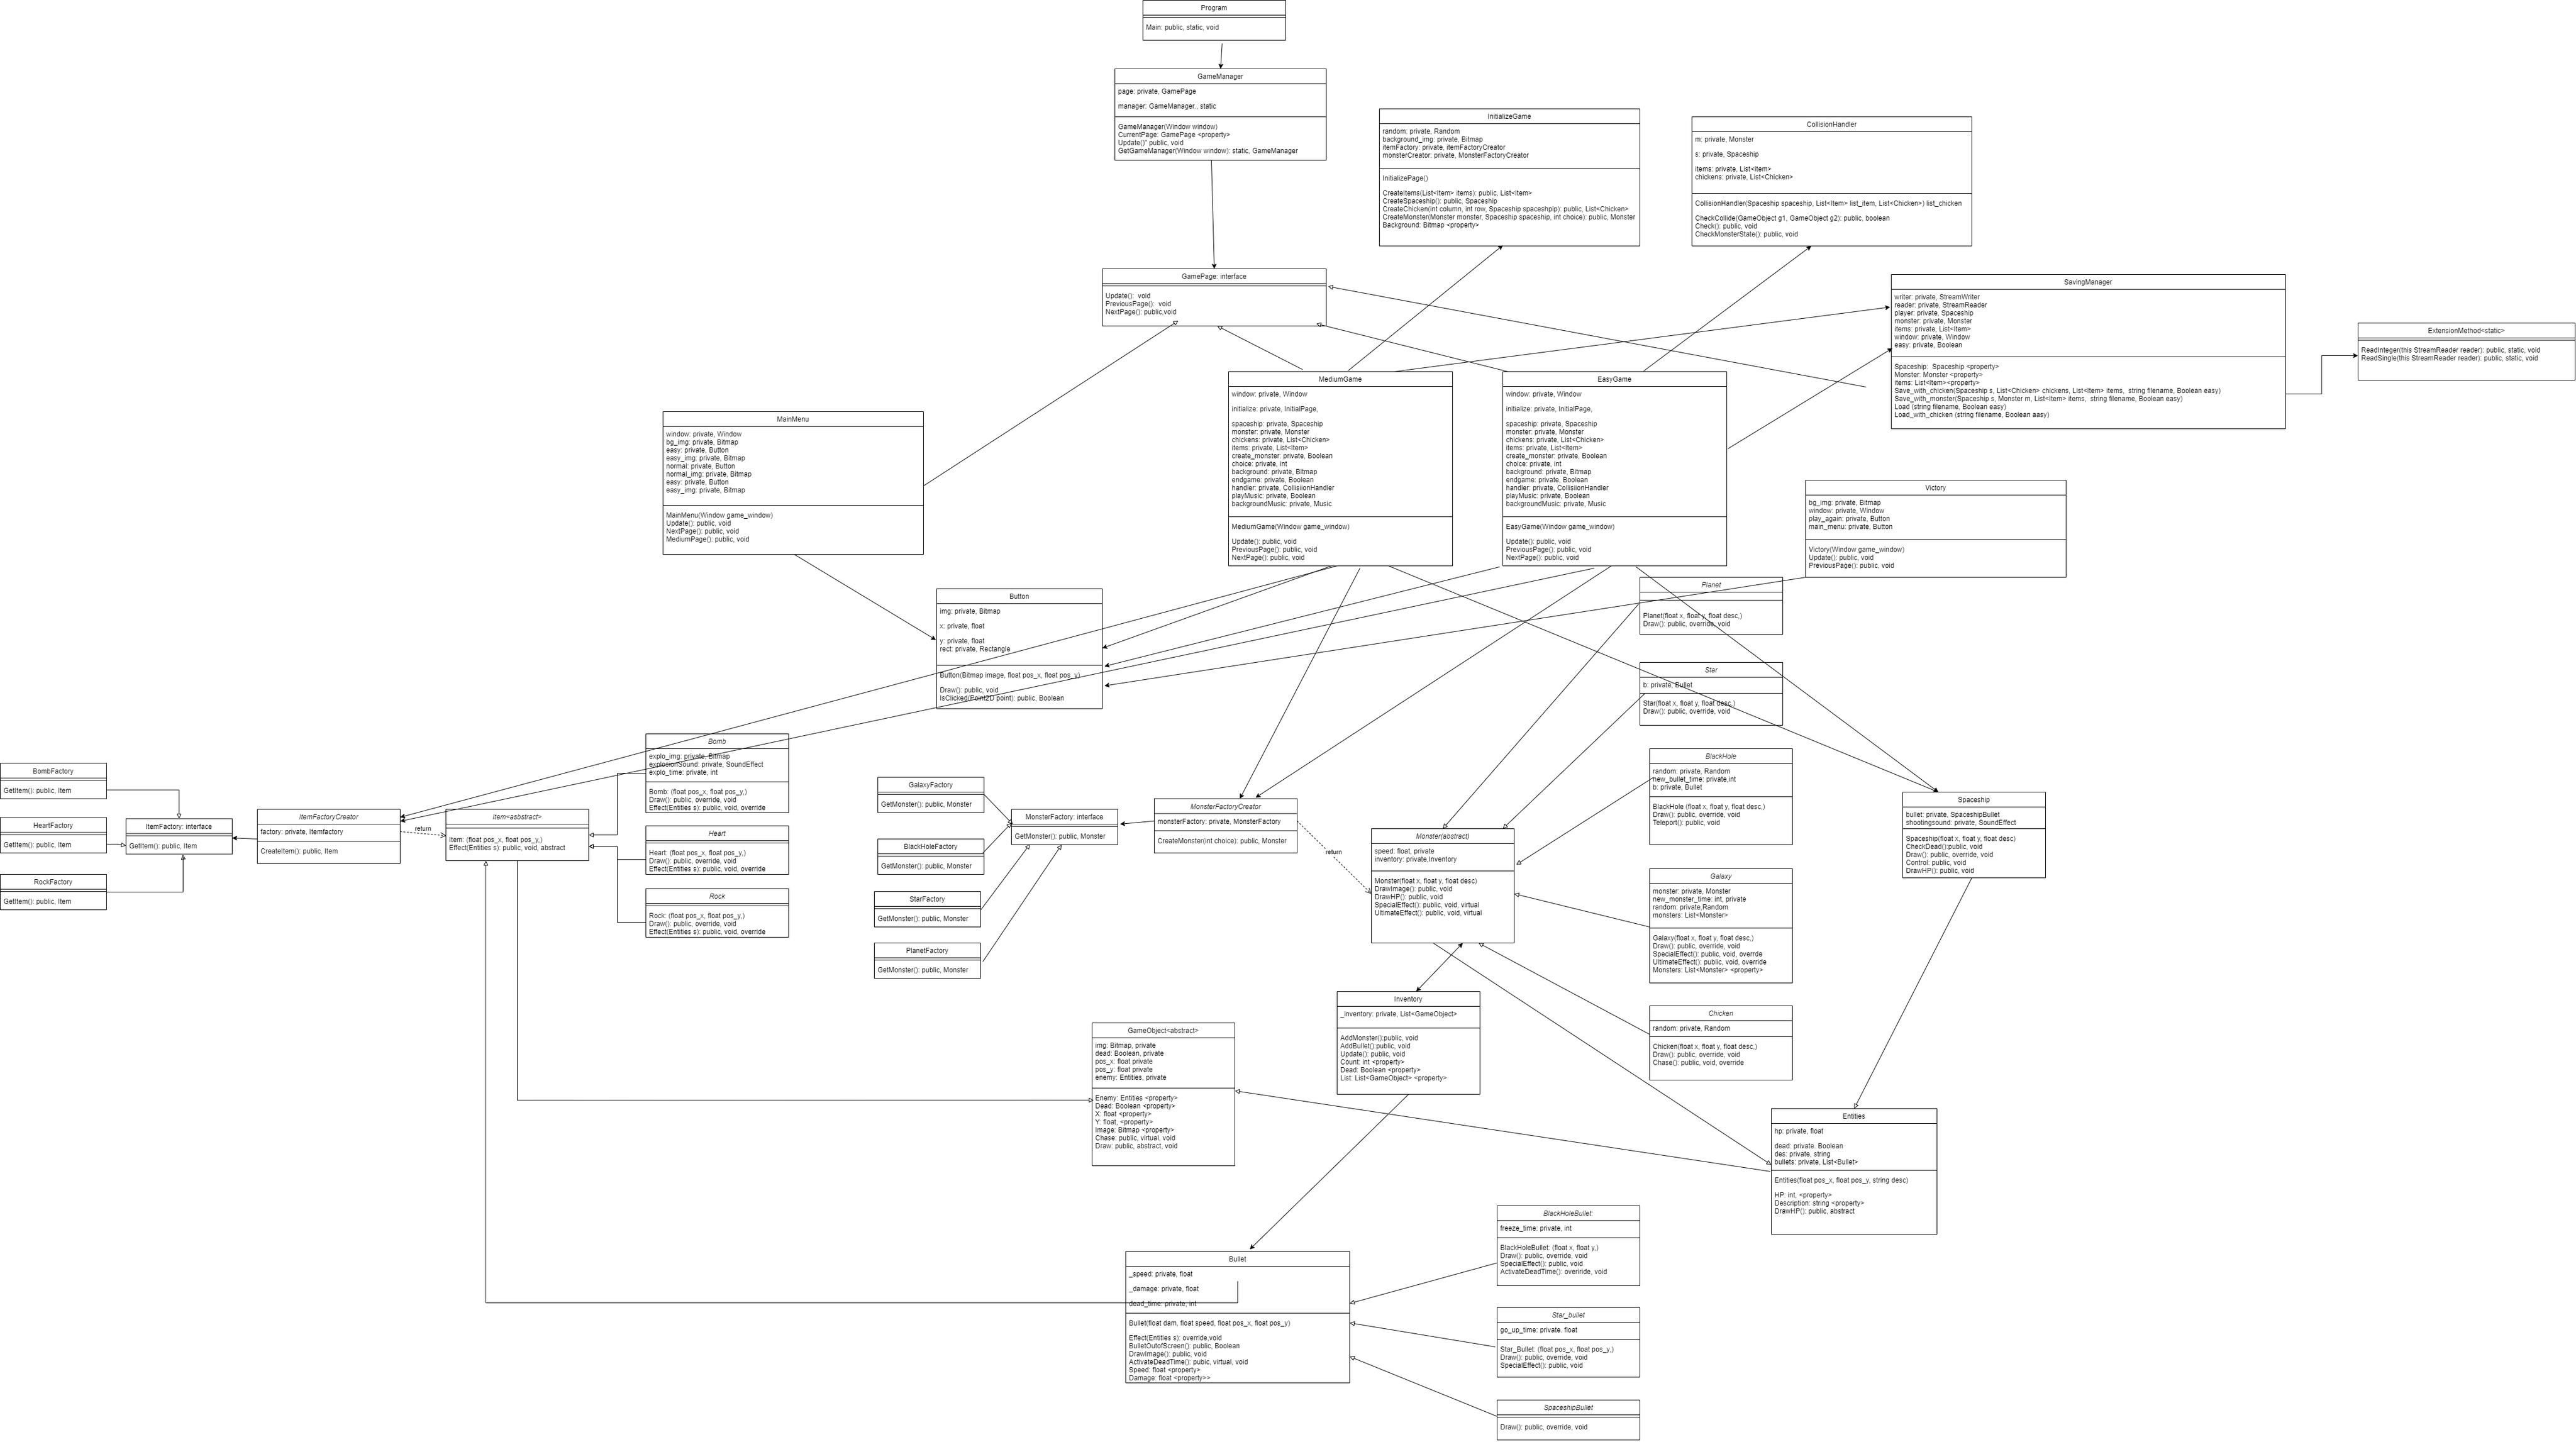 Program
Main: public, static, void
GameManager
page: private, GamePage
manager: GameManager., static
GameManager(Window window)
CurrentPage: GamePage <property>
Update()" public, void
GetGameManager(Window window): static, GameManager
InitializeGame
random: private, Random
background_img: private, Bitmap
itemFactory: private, itemFactoryCreator
monsterCreator: private, MonsterFactoryCreator
InitializePage()
CreateItems(List<Item> items): public, List<Item>
CreateSpaceship(): public, Spaceship
CreateChicken(int column, int row, Spaceship spaceshpip): public, List<Chicken>
CreateMonster(Monster monster, Spaceship spaceship, int choice): public, Monster
Background: Bitmap <property>
CollisionHandler
m: private, Monster
s: private, Spaceship
items: private, List<Item>
chickens: private, List<Chicken>
CollisionHandler(Spaceship spaceship, List<Item> list_item, List<Chicken>) list_chicken
CheckCollide(GameObject g1, GameObject g2): public, boolean
Check(): public, void
CheckMonsterState(): public, void
GamePage: interface
Update():  void
PreviousPage():  void
NextPage(): public,void
SavingManager
writer: private, StreamWriter
reader: private, StreamReader
player: private, Spaceship
monster: private, Monster
items: private, List<Item>
window: private, Window
easy: private, Boolean
Spaceship:  Spaceship <property>
Monster: Monster <property>
items: List<Item><property>
Save_with_chicken(Spaceship s, List<Chicken> chickens, List<Item> items,  string filename, Boolean easy)
Save_with_monster(Spaceship s, Monster m, List<Item> items,  string filename, Boolean easy)
Load (string filename, Boolean easy)
Load_with_chicken (string filename, Boolean aasy)
ExtensionMethod<static>
ReadInteger(this StreamReader reader): public, static, void
ReadSingle(this StreamReader reader): public, static, void
MediumGame
window: private, Window
initialize: private, InitialPage,
spaceship: private, Spaceship
monster: private, Monster
chickens: private, List<Chicken>
items: private, List<Item>
create_monster: private, Boolean
choice: private, int
background: private, Bitmap
endgame: private, Boolean
handler: private, CollisiionHandler
playMusic: private, Boolean
backgroundMusic: private, Music
MediumGame(Window game_window)
Update(): public, void
PreviousPage(): public, void
NextPage(): public, void
EasyGame
window: private, Window
initialize: private, InitialPage,
spaceship: private, Spaceship
monster: private, Monster
chickens: private, List<Chicken>
items: private, List<Item>
create_monster: private, Boolean
choice: private, int
background: private, Bitmap
endgame: private, Boolean
handler: private, CollisiionHandler
playMusic: private, Boolean
backgroundMusic: private, Music
EasyGame(Window game_window)
Update(): public, void
PreviousPage(): public, void
NextPage(): public, void
MainMenu
window: private, Window
bg_img: private, Bitmap
easy: private, Button
easy_img: private, Bitmap
normal: private, Button
normal_img: private, Bitmap
easy: private, Button
easy_img: private, Bitmap
MainMenu(Window game_window)
Update(): public, void
NextPage(): public, void
MediumPage(): public, void
Victory
bg_img: private, Bitmap
window: private, Window
play_again: private, Button
main_menu: private, Button
Victory(Window game_window)
Update(): public, void
PreviousPage(): public, void
Button
img: private, Bitmap
x: private, float
y: private, float
rect: private, Rectangle
Button(Bitmap image, float pos_x, float pos_y)
Draw(): public, void
IsClicked(Point2D point): public, Boolean
Planet
Planet(float x, float y, float desc,)
Draw(): public, override, void
Star
b: private, Bullet
Star(float x, float y, float desc,)
Draw(): public, override, void
BlackHole
random: private, Random
new_bullet_time: private,int
b: private, Bullet
BlackHole (float x, float y, float desc,)
Draw(): public, override, void
Teleport(): public, void
Galaxy
monster: private, Monster
new_monster_time: int, private
random: private,Random
monsters: List<Monster>
Galaxy(float x, float y, float desc,)
Draw(): public, override, void
SpecialEffect(): public, void, overrde
UltimateEffect(): public, void, override
Monsters: List<Monster> <property>
Chicken
random: private, Random
Chicken(float x, float y, float desc,)
Draw(): public, override, void
Chase(): public, void, override
Spaceship
bullet: private, SpaceshipBullet
shootingsound: private, SoundEffect
Spaceship(float x, float y, float desc)
CheckDead():public, void
Draw(): public, override, void
Control: public, void
DrawHP(): public, void
BombFactory
GetItem(): public, Item
HeartFactory
GetItem(): public, Item
RockFactory
GetItem(): public, Item
ItemFactory: interface
GetItem(): public, Item
ItemFactoryCreator
factory: private, Itemfactory
CreateItem(): public, Item
return
Item<asbstract>
Item: (float pos_x, float pos_y,)
Effect(Entities s): public, void, abstract
Bomb
explo_img: private, Bitmap
explosionSound: private, SoundEffect
explo_time: private, int
Bomb: (float pos_x, float pos_y,)
Draw(): public, override, void
Effect(Entities s): public, void, override
Heart
Heart: (float pos_x, float pos_y,)
Draw(): public, override, void
Effect(Entities s): public, void, override
Rock
Rock: (float pos_x, float pos_y,)
Draw(): public, override, void
Effect(Entities s): public, void, override
GalaxyFactory
GetMonster(): public, Monster
BlackHoleFactory
GetMonster(): public, Monster
StarFactory
GetMonster(): public, Monster
PlanetFactory
GetMonster(): public, Monster
MonsterFactory: interface
GetMonster(): public, Monster
MonsterFactoryCreator
monsterFactory: private, MonsterFactory
CreateMonster(int choice): public, Monster
return
Monster(abstract)
speed: float, private
inventory: private,Inventory
Monster(float x, float y, float desc)
DrawImage(): public, void
DrawHP(): public, void
SpecialEffect(): public, void, virtual
UltimateEffect(): public, void, virtual
Inventory
_inventory: private, List<GameObject>
AddMonster():public, void
AddBullet():public, void
Update(): public, void
Count: int <property>
Dead: Boolean <property>
List: List<GameObject> <property>
GameObject<abstract>
img: Bitmap, private
dead: Boolean, private
pos_x: float private
pos_y: float private
enemy: Entities, private
Enemy: Entities <property>
Dead: Boolean <property>
X: float <property>
Y: float, <property>
Image: Bitmap <property>
Chase: public, virtual, void
Draw: public, abstract, void
Entities
hp: private, float
dead: private. Boolean
des: private, string
bullets: private, List<Bullet>
Entities(float pos_x, float pos_y, string desc)
HP: int, <property>
Description: string <property>
DrawHP(): public, abstract
Bullet
_speed: private, float
_damage: private, float
dead_time: private, int
Bullet(float dam, float speed, float pos_x, float pos_y)
Effect(Entities s): override,void
BulletOutofScreen(): public, Boolean
DrawImage(): public, void
ActivateDeadTime(): pubic, virtual, void
Speed: float <property>
Damage: float <property>>
BlackHoleBullet:
freeze_time: private, int
BlackHoleBullet: (float x, float y,)
Draw(): public, override, void
SpecialEffect(): public, void
ActivateDeadTime(): overiride, void
Star_bullet
go_up_time: private. float
Star_Bullet: (float pos_x, float pos_y,)
Draw(): public, override, void
SpecialEffect(): public, void
SpaceshipBullet
Draw(): public, override, void